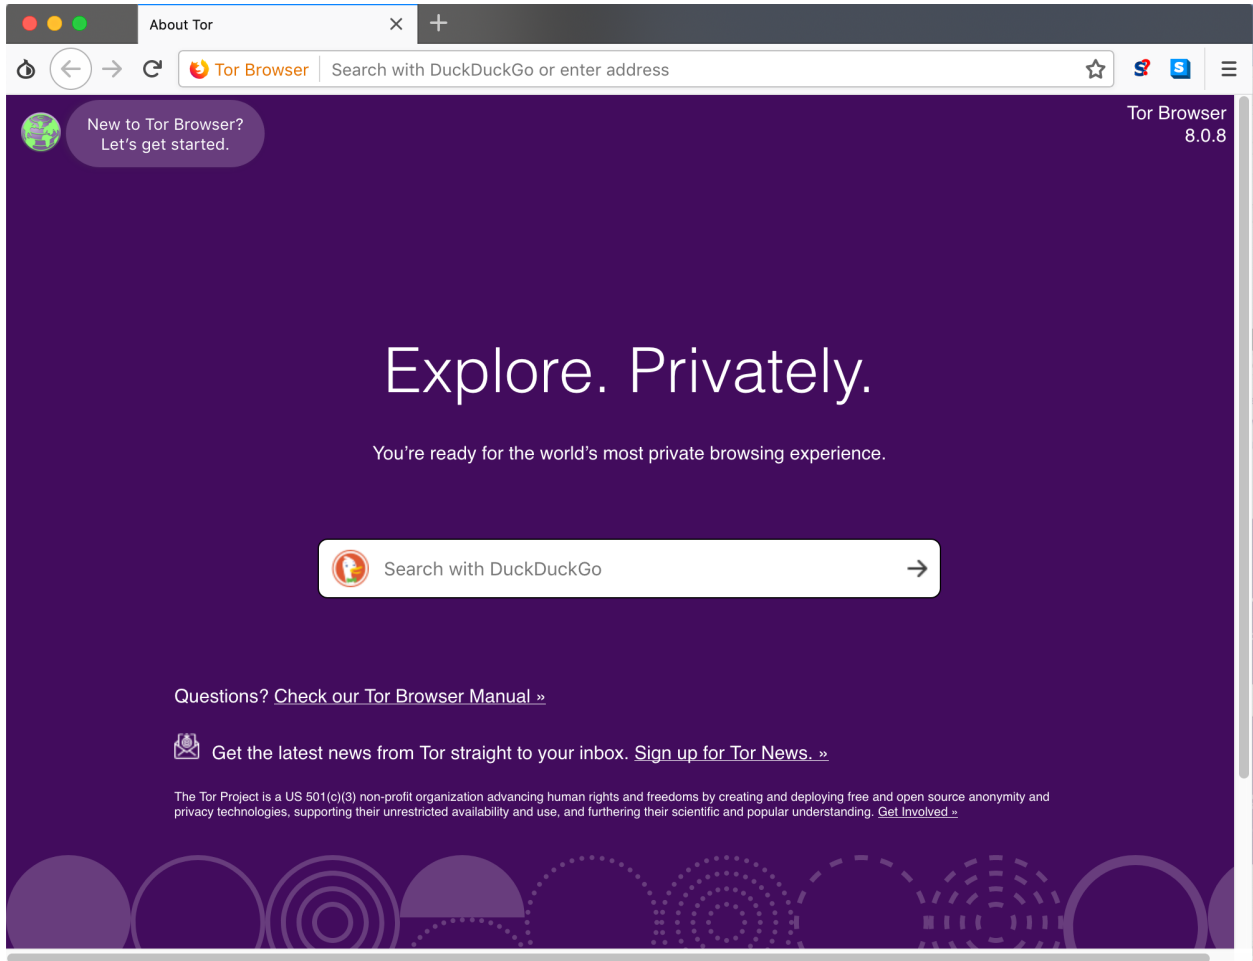 About Tor
Tor Browser
Search with DuckDuckGo or enter address
S?
S
New to Tor Browser?
Let's get started.
Tor Browser
8.0.8
Explore. Privately.
You're ready for the world's most private browsing experience.
Search with DuckDuckGo
Questions? Check our Tor Browser Manual »
Get the latest news from Tor straight to your inbox. Sign up for Tor News. »
The Tor Project is a US 501(c)(3) non-profit organization advancing human rights and freedoms by creating and deploying free and open source anonymity and
privacy technologies, supporting their unrestricted availability and use, and furthering their scientific and popular understanding. Get Involved »